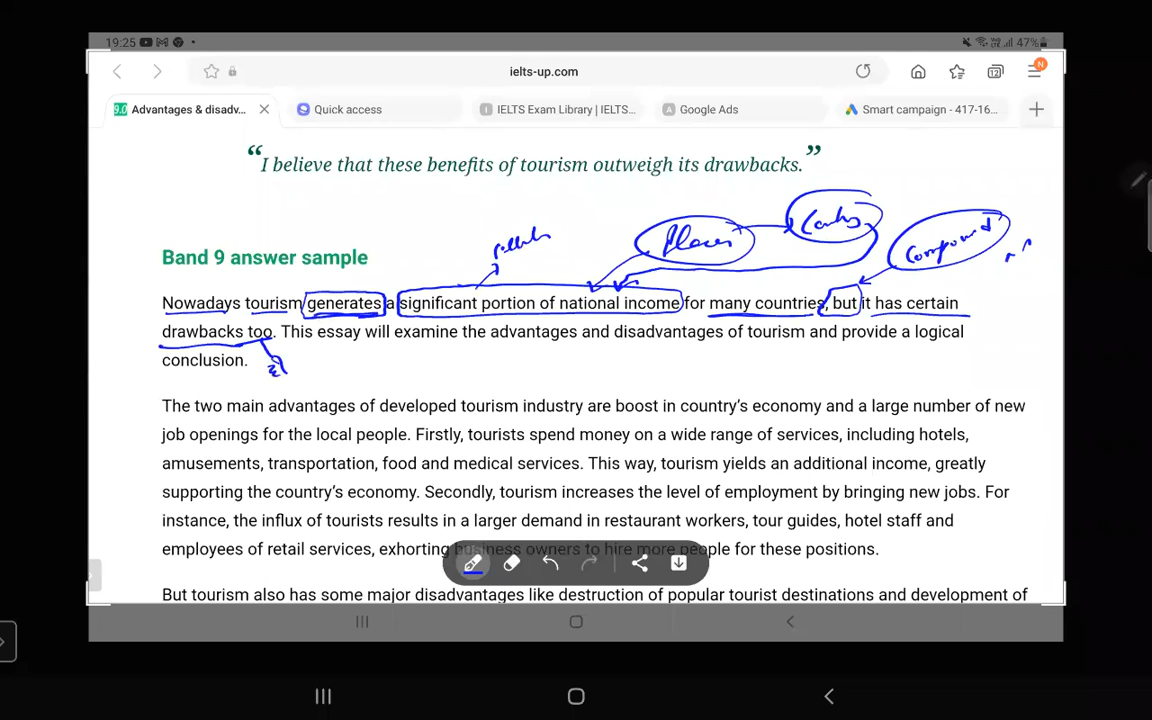 19:25 47%
ielts-up.com 12 N
9.0 Advantages & disadv... Quick access IELTS Exam Library | IELTS... Google Ads Smart campaign - 417-16...
“I believe that these benefits of tourism outweigh its drawbacks.”
Places
Compound
Band 9 answer sample
Nowadays tourism generates a significant portion of national income for many countries, but it has certain
drawbacks too. This essay will examine the advantages and disadvantages of tourism and provide a logical
conclusion.
The two main advantages of developed tourism industry are boost in country’s economy and a large number of new
job openings for the local people. Firstly, tourists spend money on a wide range of services, including hotels,
amusements, transportation, food and medical services. This way, tourism yields an additional income, greatly
supporting the country’s economy. Secondly, tourism increases the level of employment by bringing new jobs. For
instance, the influx of tourists results in a larger demand in restaurant workers, tour guides, hotel staff and
employees of retail services, exhorting business owners to hire more people for these positions.
But tourism also has some major disadvantages like destruction of popular tourist destinations and development of